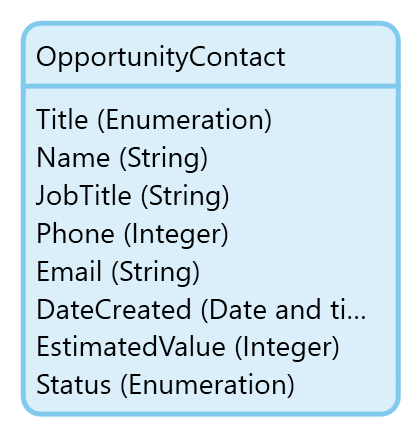 OpportunityContact
Title (Enumeration)
Name (String)
JobTitle (String)
Phone (Integer)
Email (String)
DateCreated (Date and ti...
EstimatedValue (Integer)
Status (Enumeration)